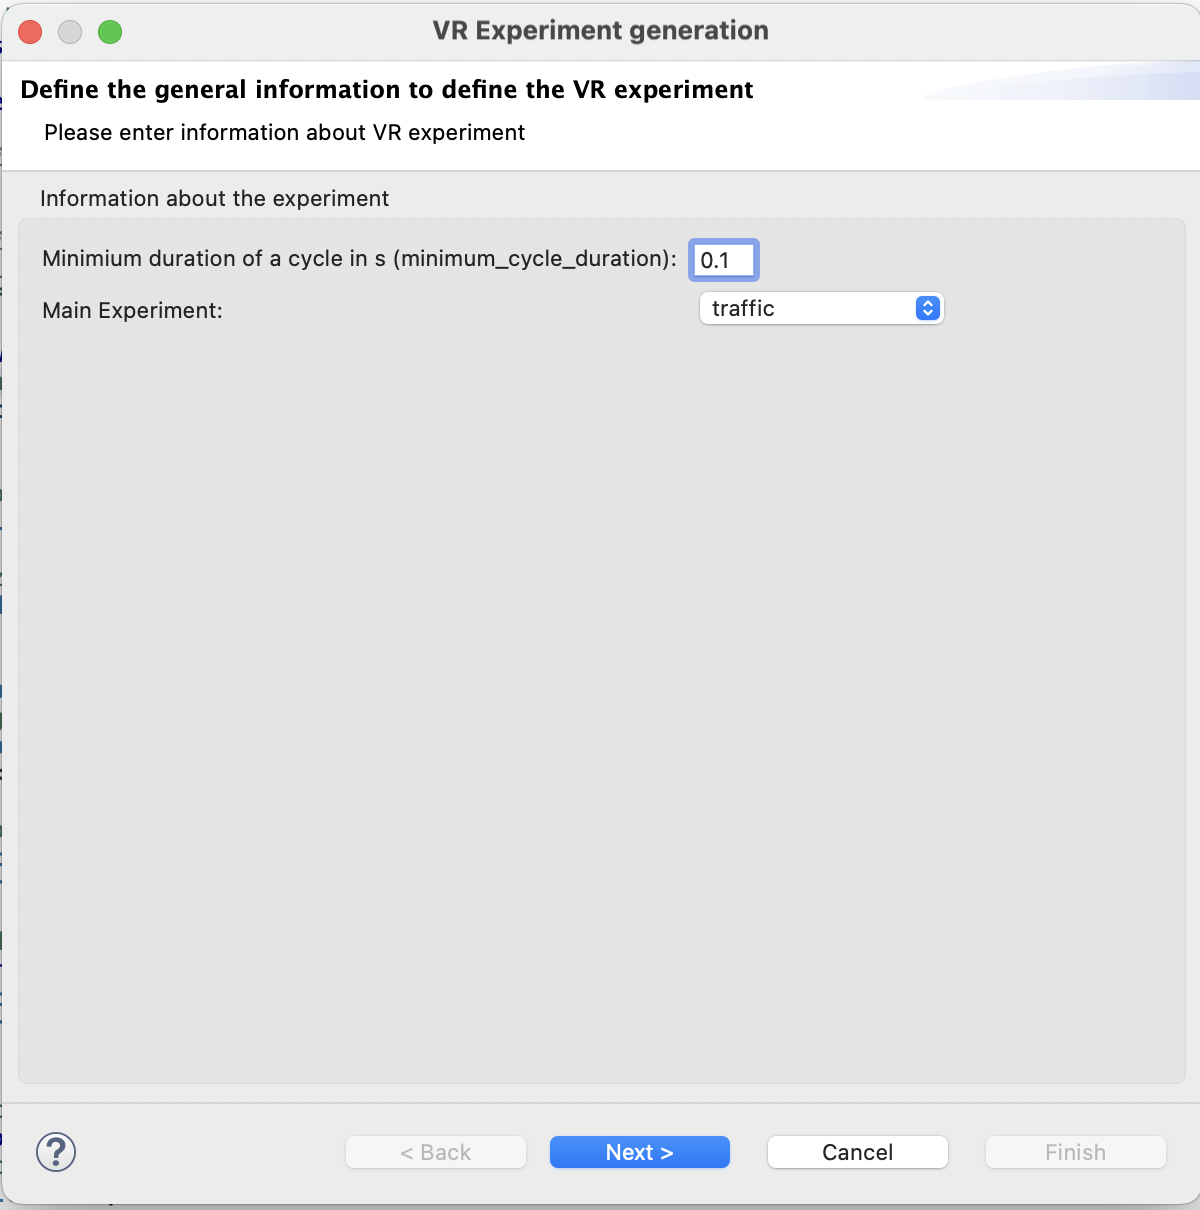 VR Experiment generation
Define the general information to define the VR experiment
Please enter information about VR experiment
Information about the experiment
Minimium duration of a cycle in s (minimum_cycle_duration): 0.1
Main Experiment: traffic
? < Back Next > Cancel Finish